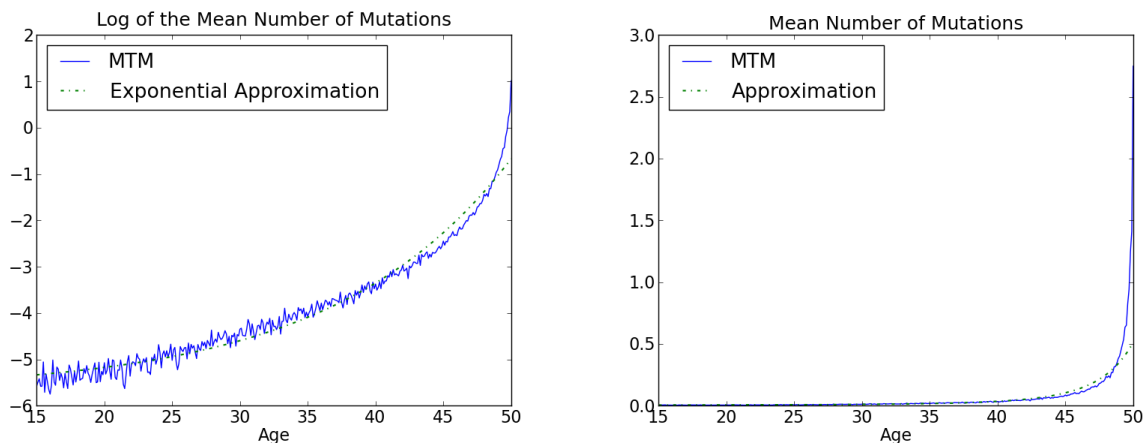 Log of the Mean Number of Mutations
2
1
0
−1
−2
−3
−4
−5
−6
MTM
Exponential Approximation
15 20 25 30 35 40 45 50
Age
Mean Number of Mutations
3.0
2.5
2.0
1.5
1.0
0.5
0.0
MTM
Approximation
15 20 25 30 35 40 45 50
Age